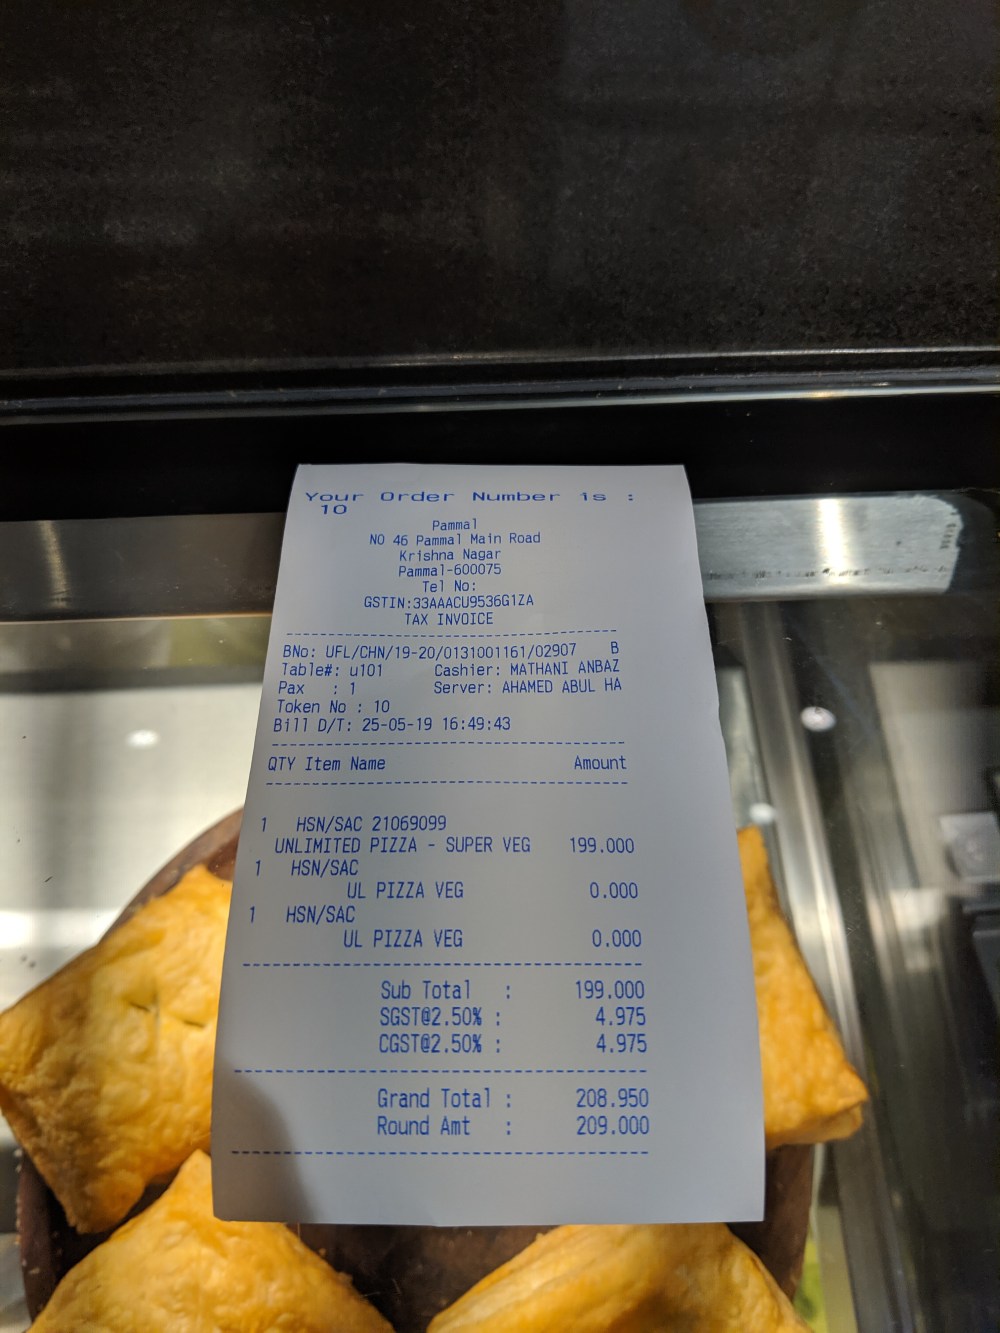 Your Order Number is :
10
Pammal
NO 46 Pammal Main Road
Krishna Nagar
Pammal-600075
Tel No:
GSTIN:33AAACU9536G1ZA
TAX INVOICE
BNo: UFL/CHN/19-20/0131001161/02907 B
Table#: u101 Cashier: MATHANI ANBAZ
Pax : 1 Server: AHAMED ABUL HA
Token No : 10
Bill D/T: 25-05-19 16:49:43
QTY Item Name Amount
1 HSN/SAC 21069099
UNLIMITED PIZZA - SUPER VEG 199.000
1 HSN/SAC
UL PIZZA VEG 0.000
1 HSN/SAC
UL PIZZA VEG 0.000
Sub Total : 199.000
SGST@2.50% : 4.975
CGST@2.50% : 4.975
Grand Total : 208.950
Round Amt : 209.000